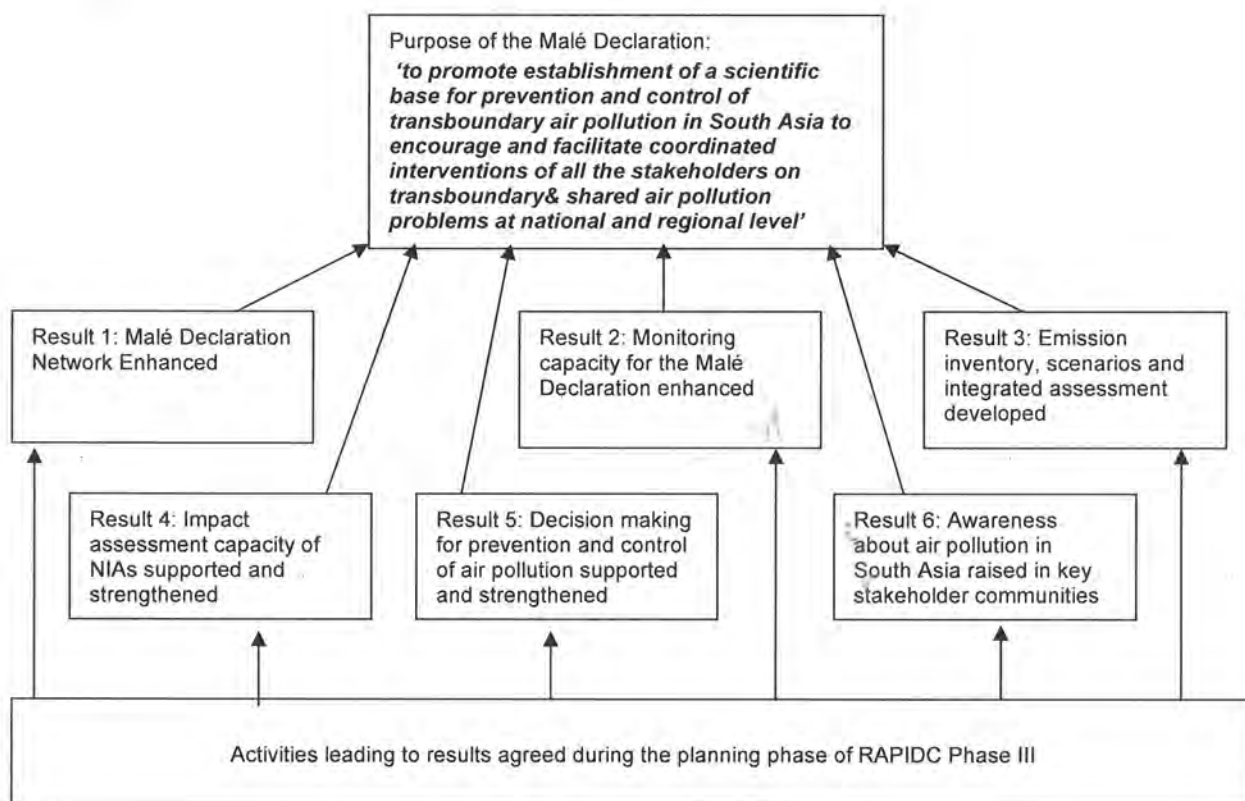 Purpose of the Malé Declaration:
‘to promote establishment of a scientific
base for prevention and control of
transboundary air pollution in South Asia to
encourage and facilitate coordinated
interventions of all the stakeholders on
transboundary& shared air pollution
problems at national and regional level’
Result 1: Malé Declaration
Network Enhanced
Result 2: Monitoring
capacity for the Malé
Declaration enhanced
Result 3: Emission
inventory, scenarios and
integrated assessment
developed
Result 4: Impact
assessment capacity of
NIAs supported and
strengthened
Result 5: Decision making
for prevention and control
of air pollution supported
and strengthened
Result 6: Awareness
about air pollution in
South Asia raised in key
stakeholder communities
Activities leading to results agreed during the planning phase of RAPIDC Phase III